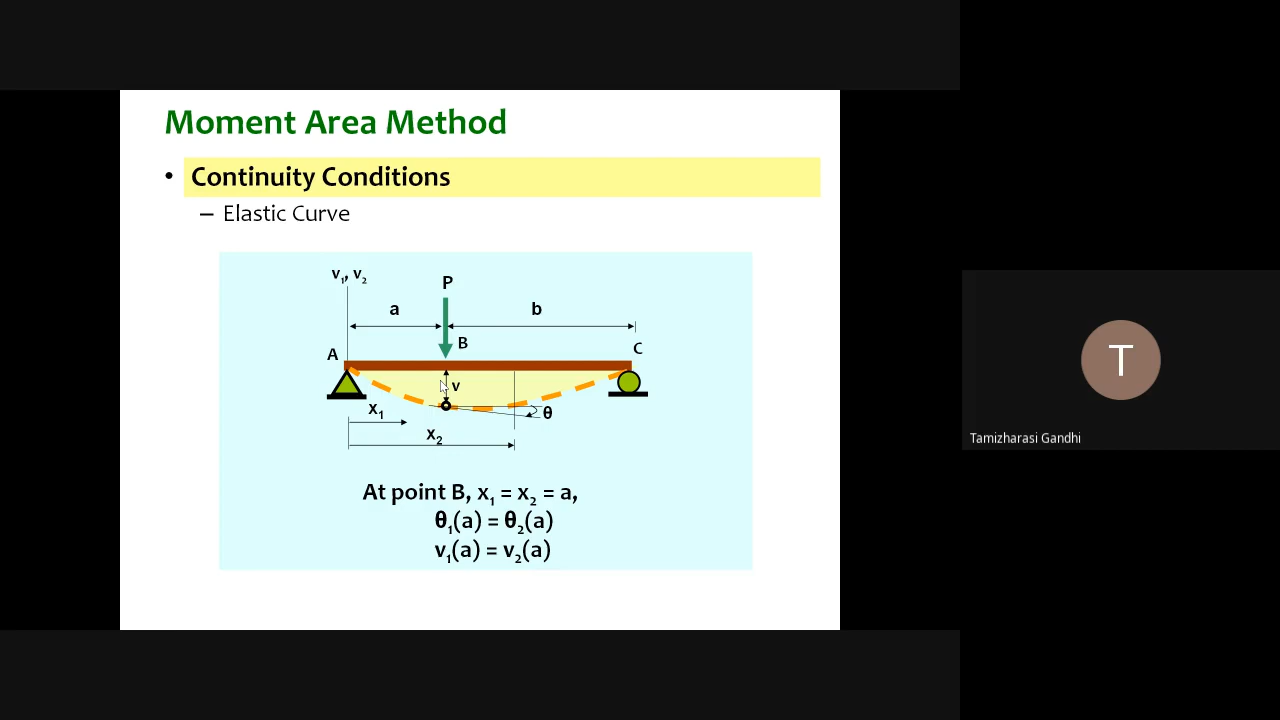 Moment Area Method
• Continuity Conditions
– Elastic Curve
v₁, v₂
P
a
b
B
A
C
v
θ
x₁
x₂
At point B, x₁ = x₂ = a,
θ₁(a) = θ₂(a)
v₁(a) = v₂(a)
T
Tamizharasi Gandhi